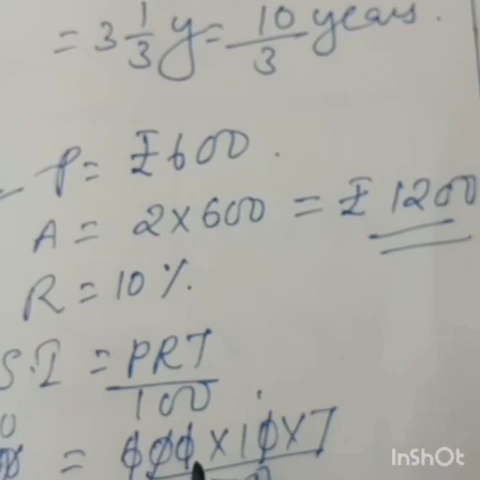 = 3 1/3 y = 10/3 years.
P = ₹600.
A = 2×600 = ₹1200
R = 10%.
S.I = PRT/100
= 600×10×T
InShOt